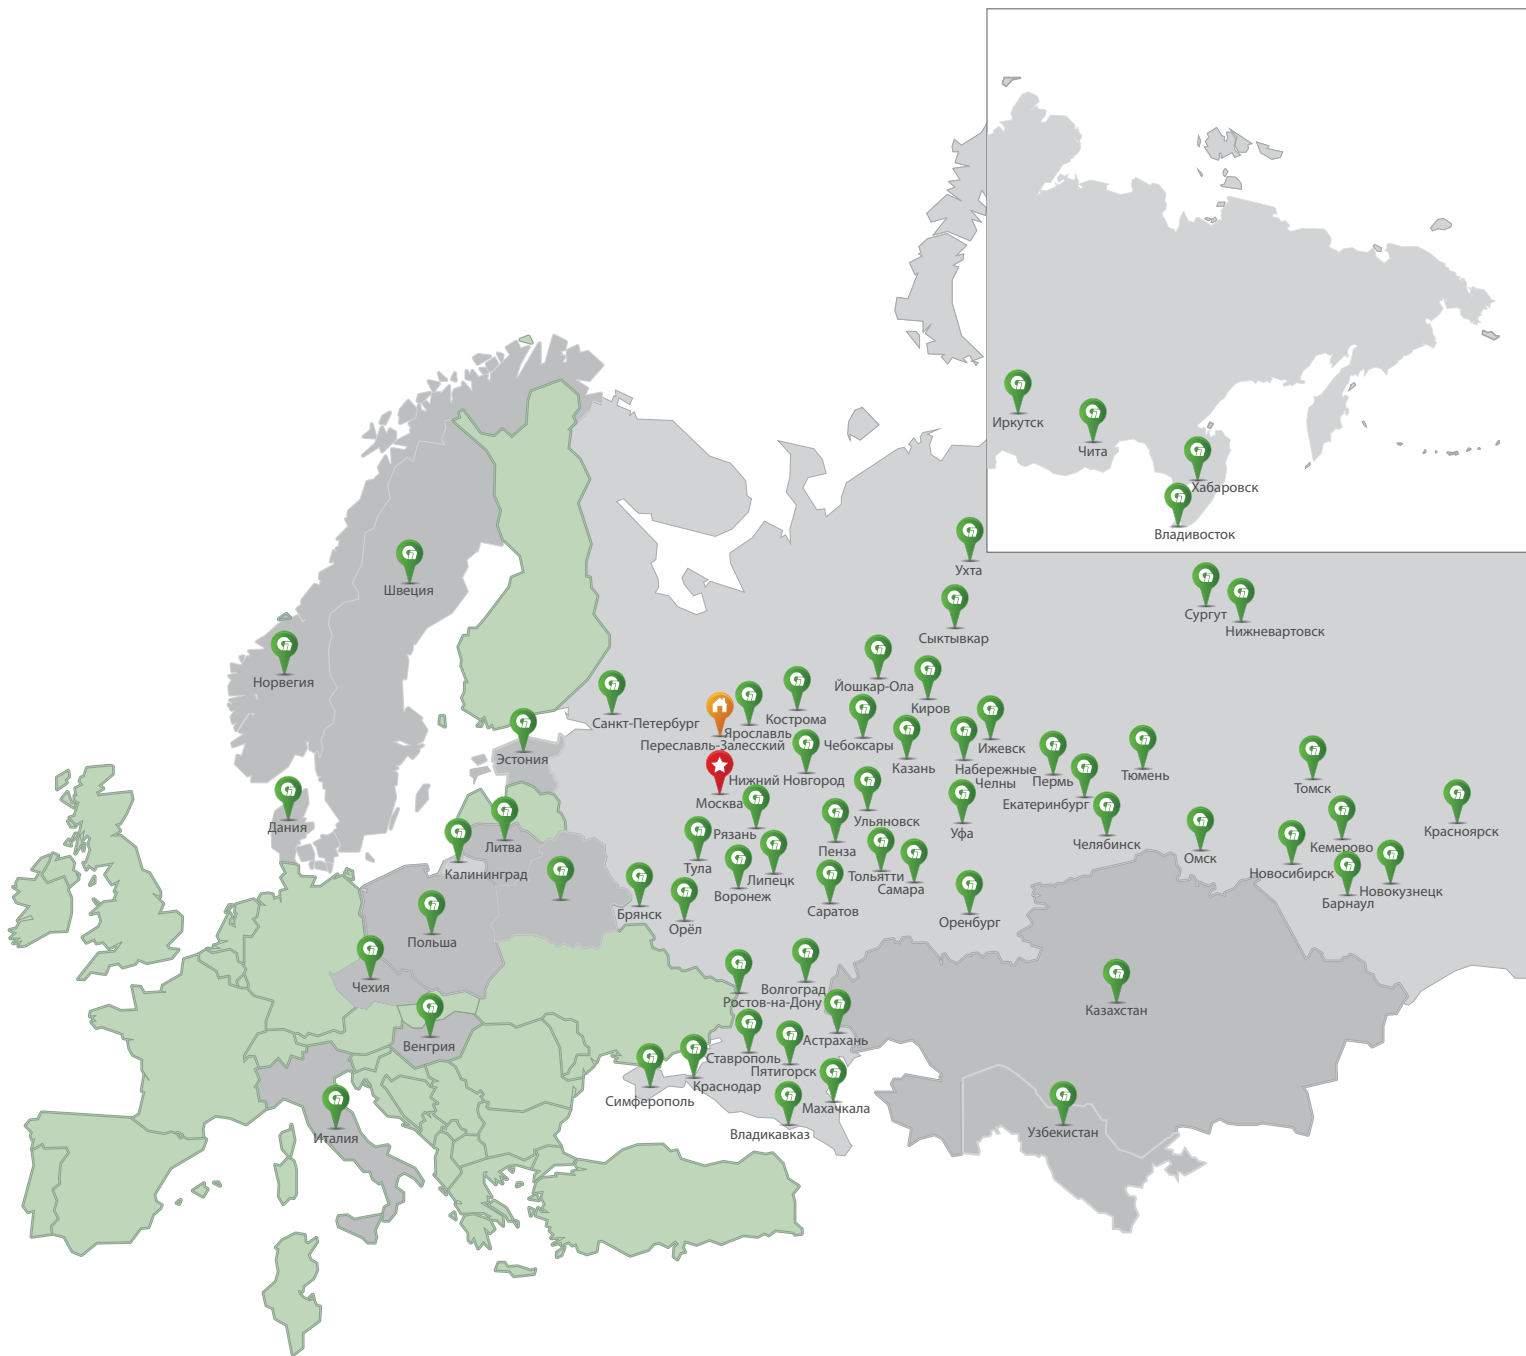 Иркутск
Чита
Хабаровск
Владивосток
Ухта
Швеция
Сургут
Нижневартовск
Сыктывкар
Норвегия
Йошкар-Ола
Киров
Санкт-Петербург
Кострома
Ярославль
Переславль-Залесский
Чебоксары
Ижевск
Эстония
Казань
Набережные
Челны
Нижний Новгород
Пермь
Тюмень
Томск
Москва
Екатеринбург
Дания
Литва
Рязань
Ульяновск
Уфа
Красноярск
Челябинск
Пенза
Омск
Кемерово
Калининград
Тула
Липецк
Тольятти
Самара
Новосибирск
Новокузнецк
Воронеж
Барнаул
Брянск
Саратов
Оренбург
Орёл
Польша
Чехия
Волгоград
Ростов-на-Дону
Казахстан
Венгрия
Астрахань
Ставрополь
Пятигорск
Краснодар
Симферополь
Махачкала
Владикавказ
Узбекистан
Италия